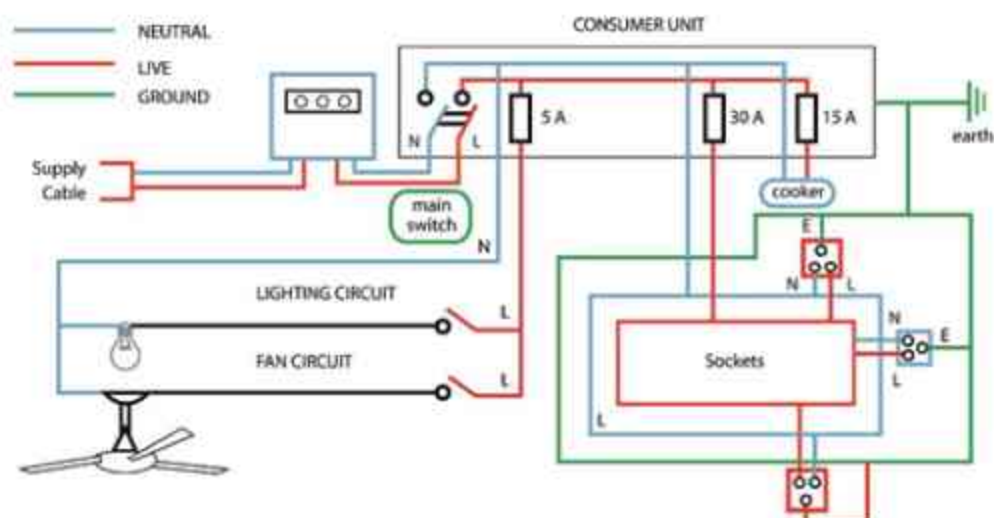 CONSUMER UNIT
NEUTRAL
LIVE
GROUND
5 A
30 A
15 A
N
L
earth
Supply
Cable
main
switch
cooker
N
E
N
L
LIGHTING CIRCUIT
L
N
E
FAN CIRCUIT
L
Sockets
L
L